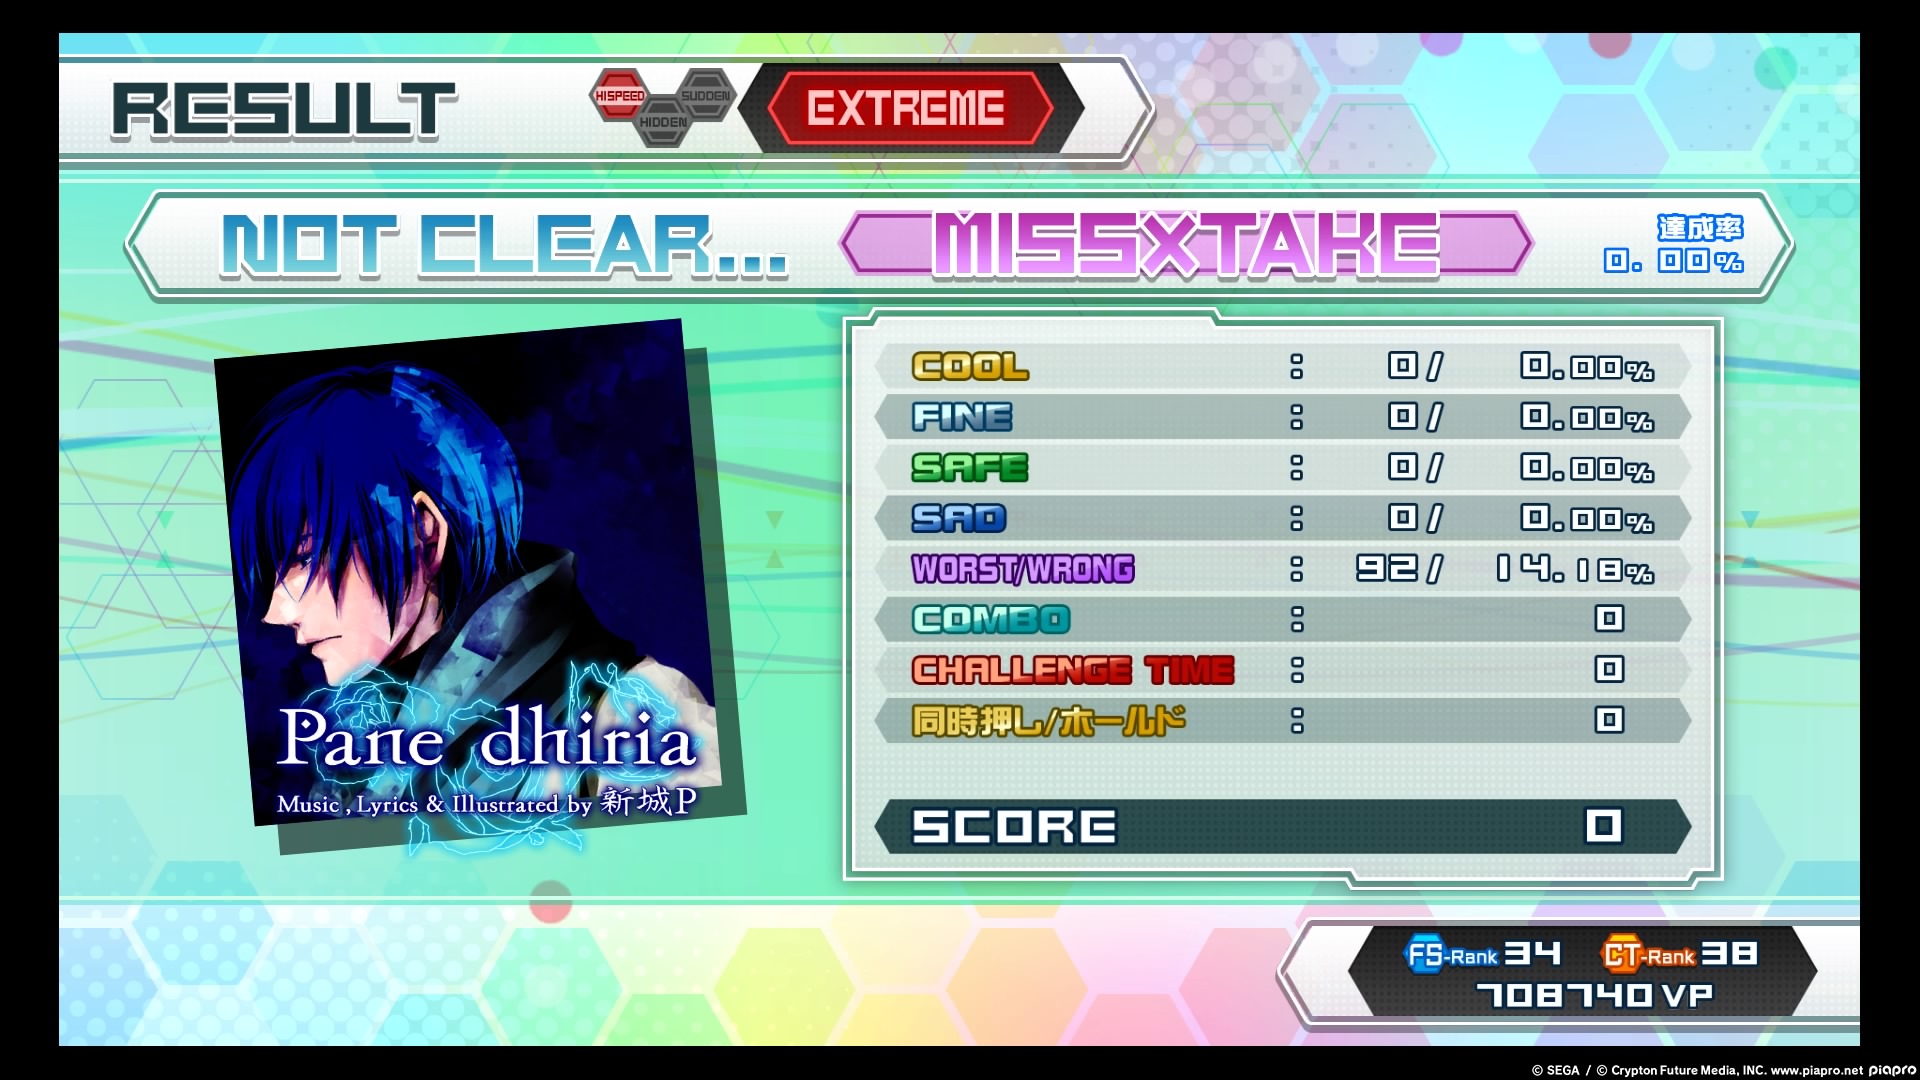 RESULT
HISPEED
HIDDEN
SUDDEN
EXTREME
NOT CLEAR...
MISS×TAKE
達成率
0.00%
COOL : 0/ 0.00%
FINE : 0/ 0.00%
SAFE : 0/ 0.00%
SAD : 0/ 0.00%
WORST/WRONG : 92/ 14.18%
COMBO : 0
CHALLENGE TIME : 0
同時押し/ホールド : 0
SCORE 0
Pane dhiria
Music , Lyrics & Illustrated by 新城P
FS-Rank 34 CT-Rank 38
708740 VP
© SEGA / © Crypton Future Media, INC. www.piapro.net piapro